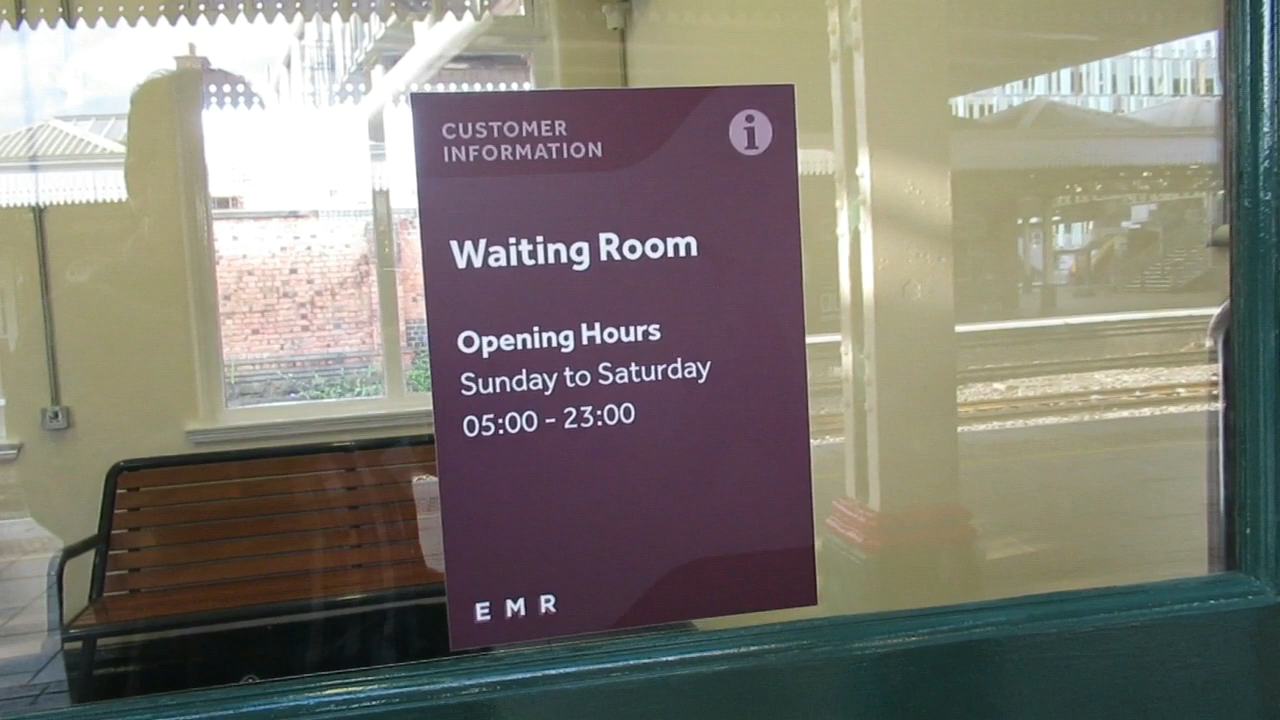 CUSTOMER
INFORMATION
i
Waiting Room
Opening Hours
Sunday to Saturday
05:00 - 23:00
EMR